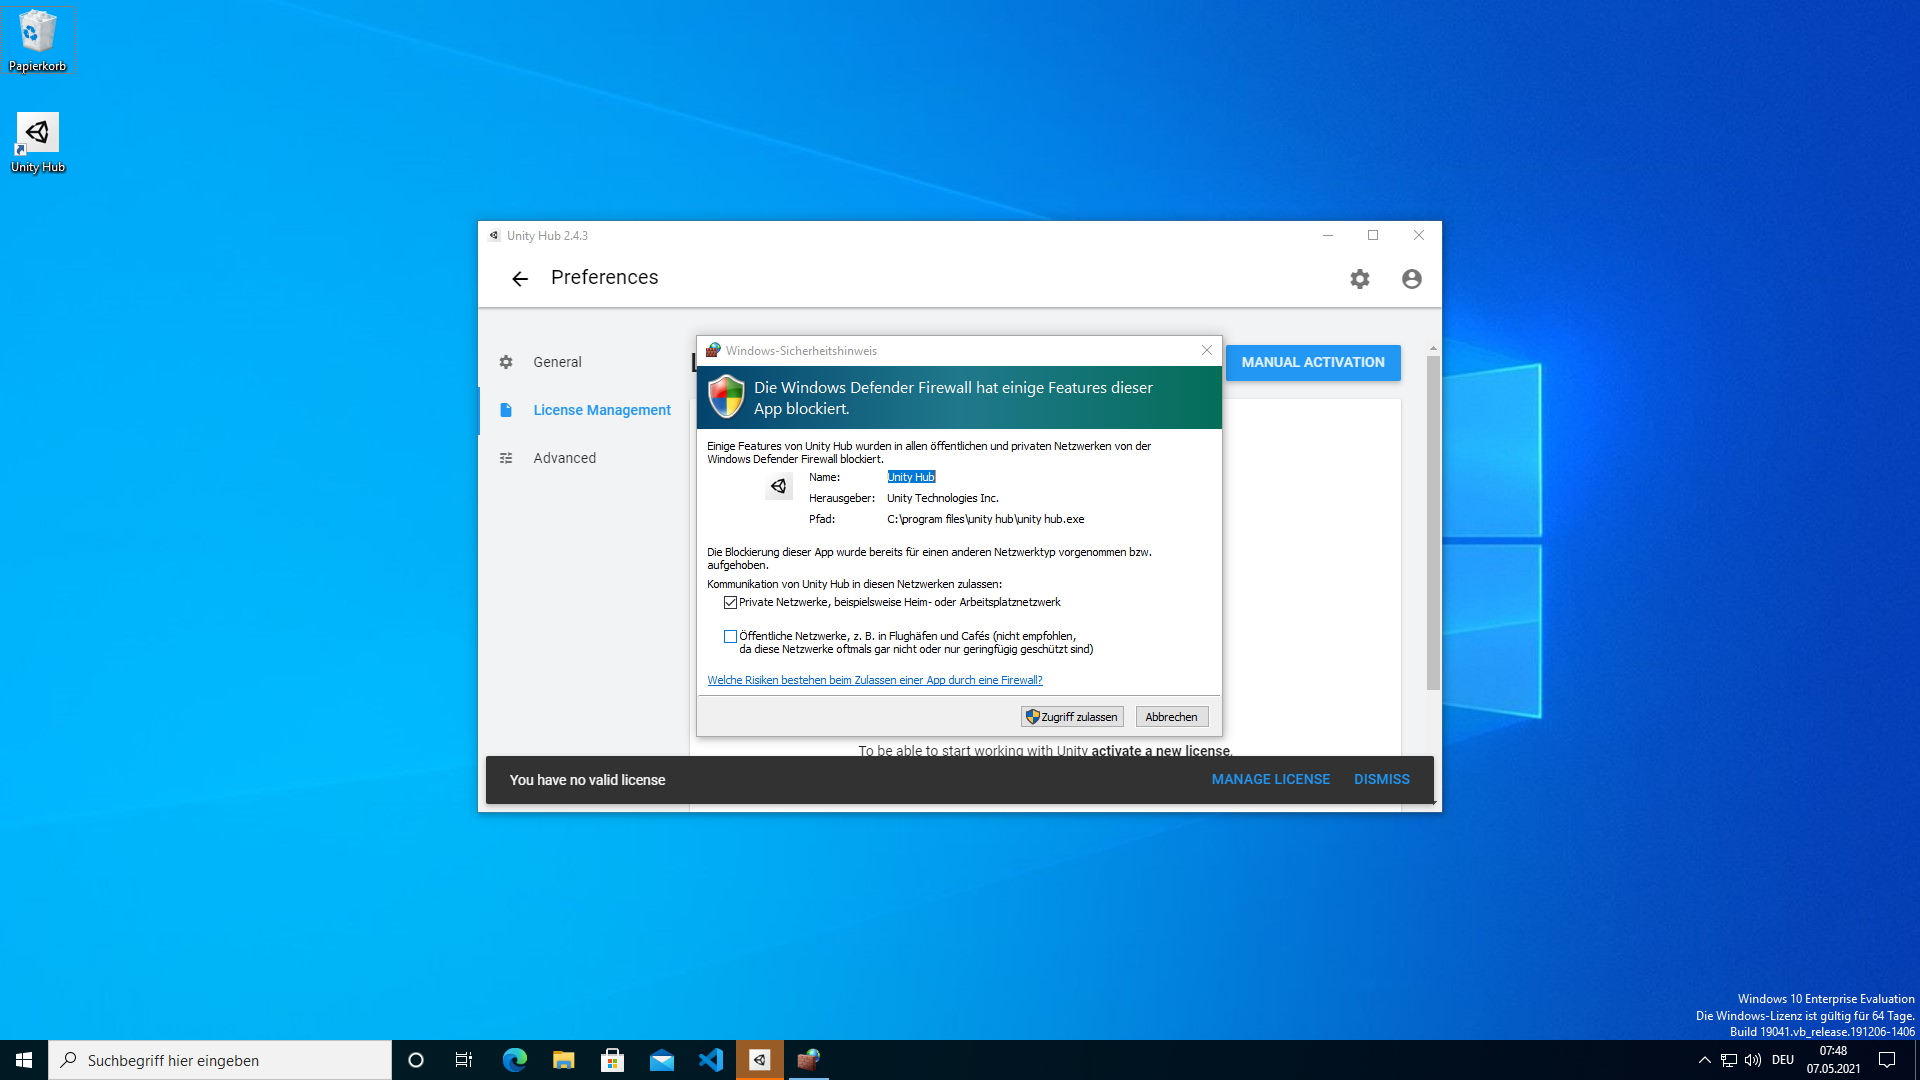 Papierkorb
Unity Hub
Unity Hub 2.4.3
Preferences
General
License Management
Advanced
MANUAL ACTIVATION
Windows-Sicherheitshinweis
Die Windows Defender Firewall hat einige Features dieser
App blockiert.
Einige Features von Unity Hub wurden in allen öffentlichen und privaten Netzwerken von der
Windows Defender Firewall blockiert.
Name: Unity Hub
Herausgeber: Unity Technologies Inc.
Pfad: C:\program files\unity hub\unity hub.exe
Die Blockierung dieser App wurde bereits für einen anderen Netzwerktyp vorgenommen bzw.
aufgehoben.
Kommunikation von Unity Hub in diesen Netzwerken zulassen:
Private Netzwerke, beispielsweise Heim- oder Arbeitsplatznetzwerk
Öffentliche Netzwerke, z. B. in Flughäfen und Cafés (nicht empfohlen,
da diese Netzwerke oftmals gar nicht oder nur geringfügig geschützt sind)
Welche Risiken bestehen beim Zulassen einer App durch eine Firewall?
Zugriff zulassen Abbrechen
To be able to start working with Unity activate a new license.
You have no valid license MANAGE LICENSE DISMISS
Windows 10 Enterprise Evaluation
Die Windows-Lizenz ist gültig für 64 Tage.
Build 19041.vb_release.191206-1406
Suchbegriff hier eingeben
DEU
07:48
07.05.2021